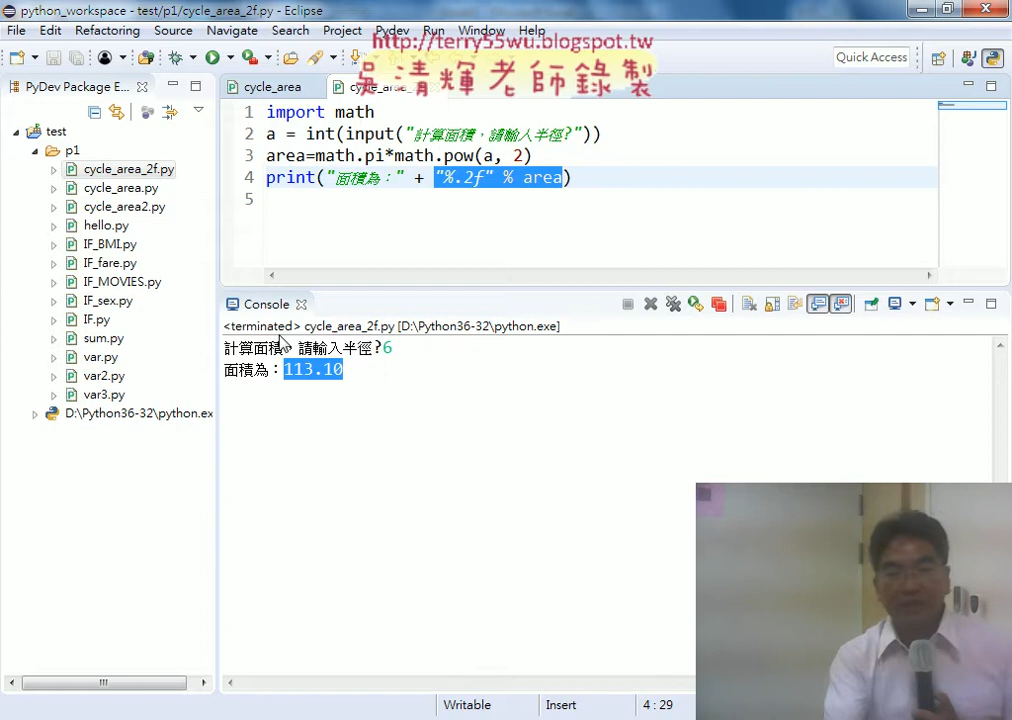 python_workspace - test/p1/cycle_area_2f.py - Eclipse
File Edit Refactoring Source Navigate Search Project Pydev Run Window Help
http://terry55wu.blogspot.tw
吳清輝老師錄製
Quick Access
PyDev Package E...
cycle_area
test
p1
cycle_area_2f.py
cycle_area.py
cycle_area2.py
hello.py
IF_BMI.py
IF_fare.py
IF_MOVIES.py
IF_sex.py
IF.py
sum.py
var.py
var2.py
var3.py
D:\Python36-32\python.ex
1 import math
2 a = int(input("計算面積，請輸入半徑?"))
3 area=math.pi*math.pow(a, 2)
4 print("面積為：" + "%.2f" % area)
5
Console
<terminated> cycle_area_2f.py [D:\Python36-32\python.exe]
計算面積，請輸入半徑?6
面積為：113.10
Writable
Insert
4 : 29